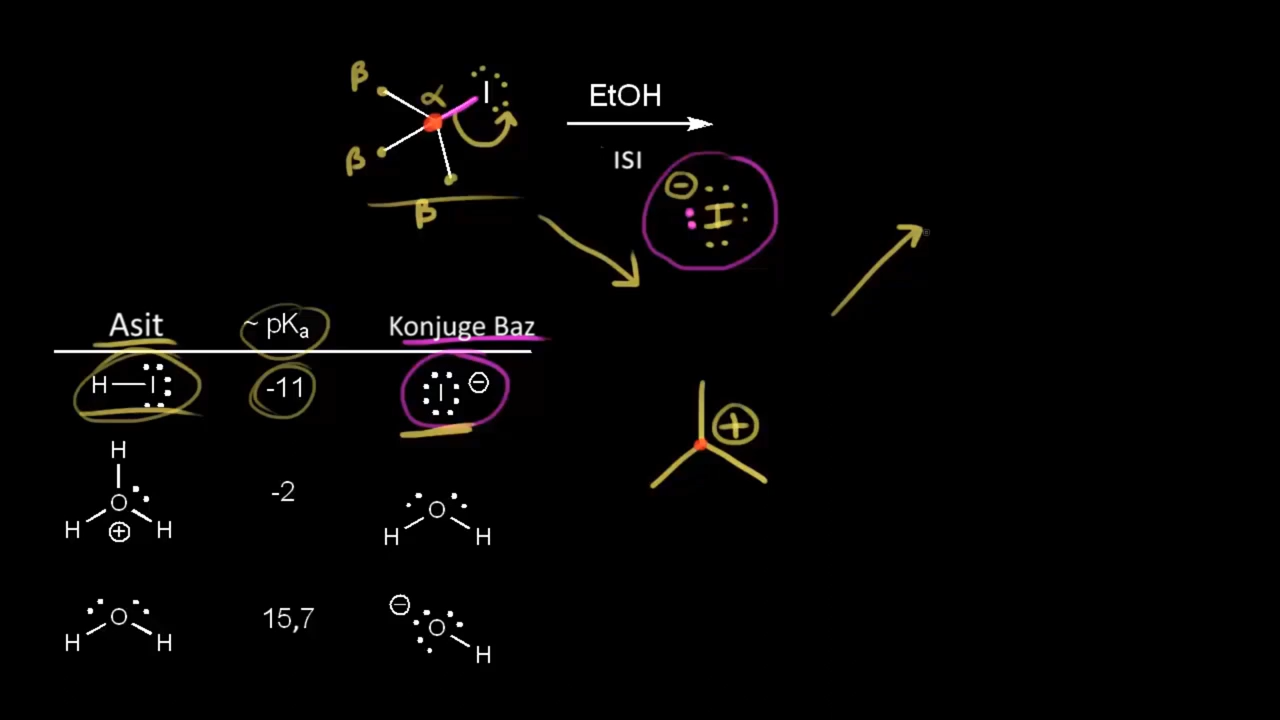 β α I EtOH
β ISI
β ⊖ I
Asit ~ pKₐ Konjuge Baz
H—I -11 I ⊖
H
O -2 O
H ⊕ H H H
O 15,7 ⊖ O
H H H
⊕